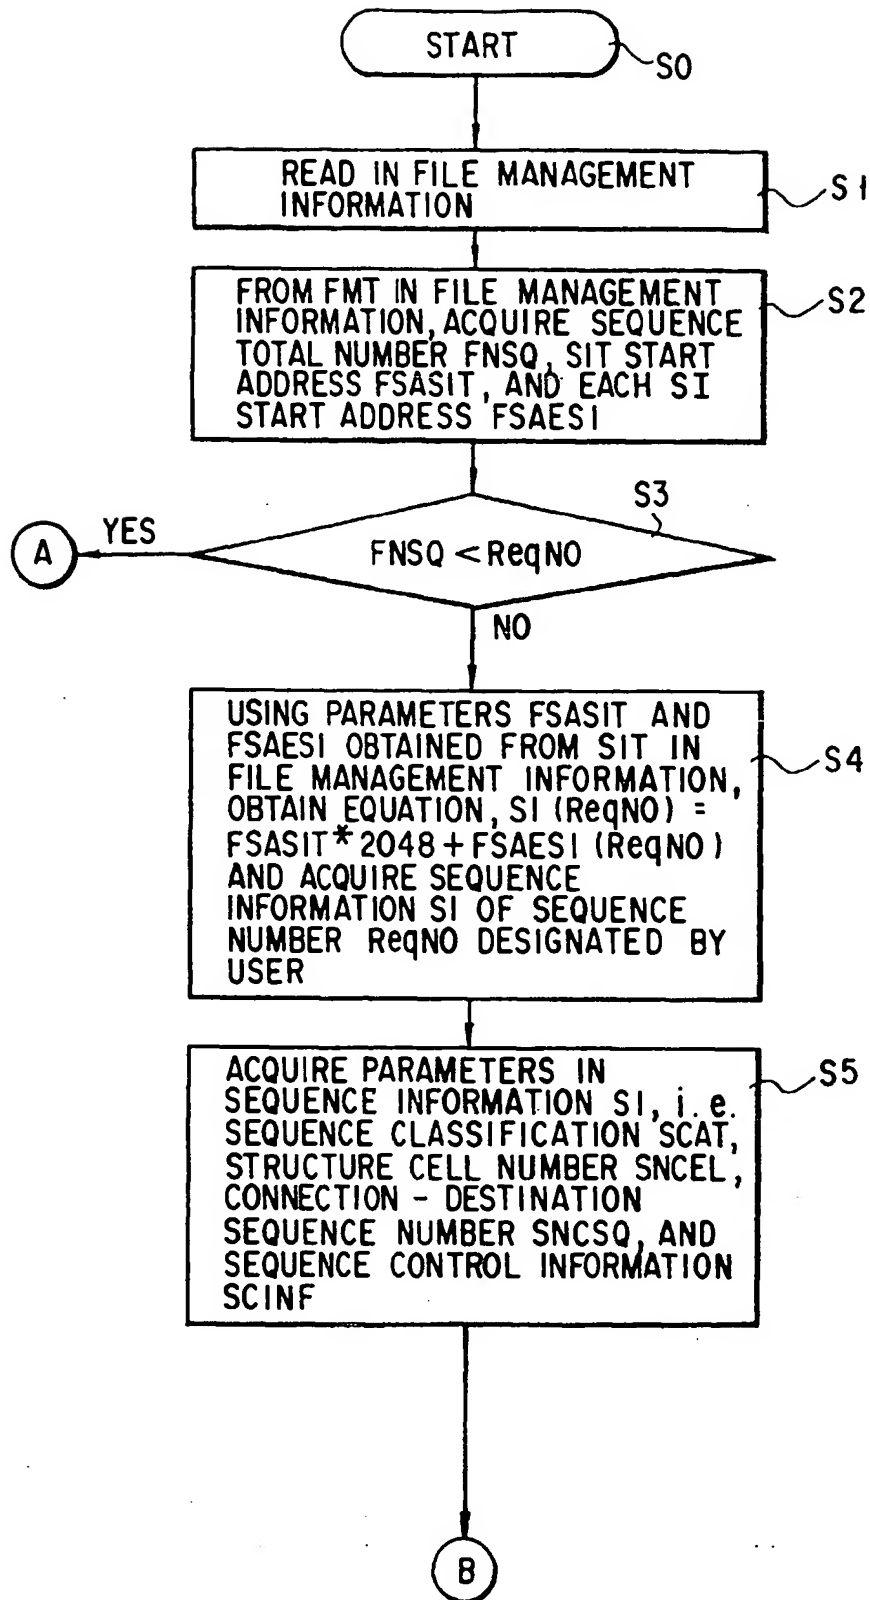 START
S0
READ IN FILE MANAGEMENT
INFORMATION
S1
FROM FMT IN FILE MANAGEMENT
INFORMATION, ACQUIRE SEQUENCE
TOTAL NUMBER FNSQ, SIT START
ADDRESS FSASIT, AND EACH SI
START ADDRESS FSAESI
S2
S3
FNSQ < ReqNO
YES
A
NO
USING PARAMETERS FSASIT AND
FSAESI OBTAINED FROM SIT IN
FILE MANAGEMENT INFORMATION,
OBTAIN EQUATION, SI (ReqNO) =
FSASIT * 2048 + FSAESI (ReqNO)
AND ACQUIRE SEQUENCE
INFORMATION SI OF SEQUENCE
NUMBER ReqNO DESIGNATED BY
USER
S4
ACQUIRE PARAMETERS IN
SEQUENCE INFORMATION SI, i.e.
SEQUENCE CLASSIFICATION SCAT,
STRUCTURE CELL NUMBER SNCEL,
CONNECTION - DESTINATION
SEQUENCE NUMBER SNCSQ, AND
SEQUENCE CONTROL INFORMATION
SCINF
S5
B